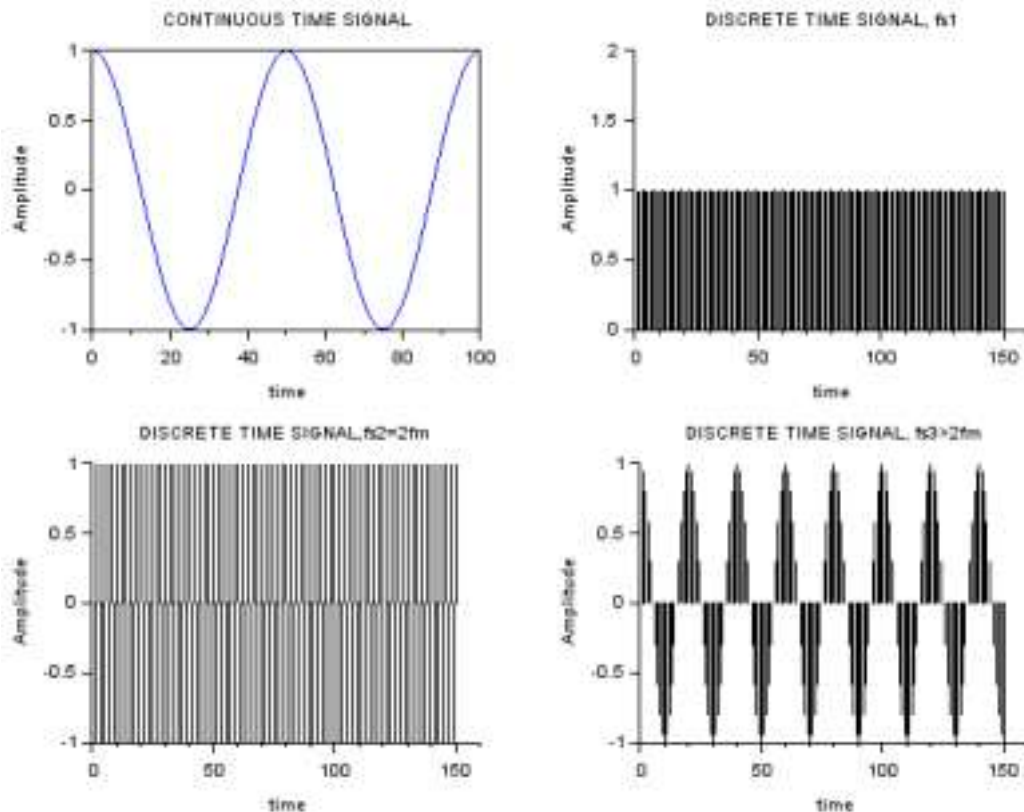 CONTINUOUS TIME SIGNAL
1
0.5
0
-0.5
-1
Amplitude
0 20 40 60 80 100
time
DISCRETE TIME SIGNAL, fs1
2
1.5
1
0.5
0
Amplitude
0 50 100 150
time
DISCRETE TIME SIGNAL,fs2=2fm
1
0.5
0
-0.5
-1
Amplitude
0 50 100 150
time
DISCRETE TIME SIGNAL, fs3>2fm
1
0.5
0
-0.5
-1
Amplitude
0 50 100 150
time